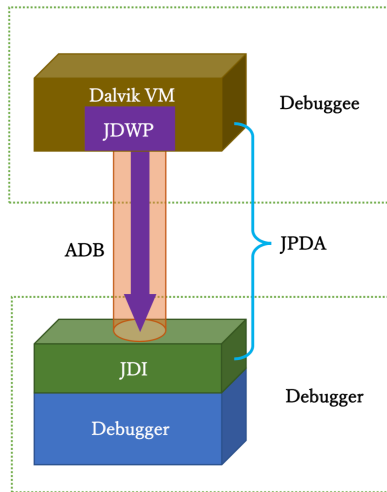 Dalvik VM
JDWP
Debuggee
ADB
JPDA
JDI
Debugger
Debugger